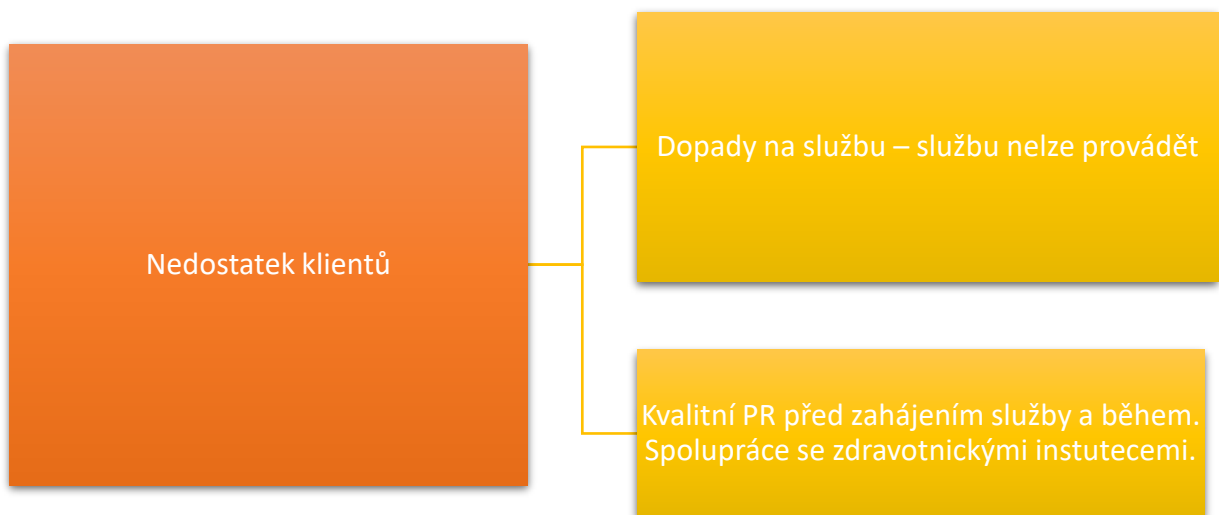 Nedostatek klientů
Dopady na službu – službu nelze provádět
Kvalitní PR před zahájením služby a během.
Spolupráce se zdravotnickými instutecemi.